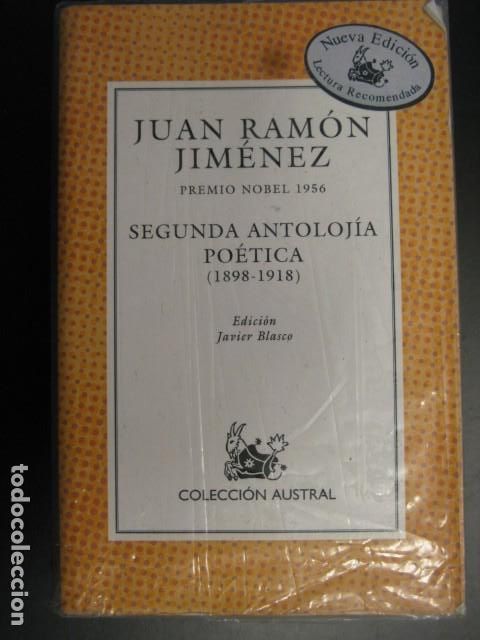 Nueva Edición
Lectura Recomendada
JUAN RAMÓN
JIMÉNEZ
PREMIO NOBEL 1956
SEGUNDA ANTOLOJÍA
POÉTICA
(1898-1918)
Edición
Javier Blasco
COLECCIÓN AUSTRAL
todocoleccion